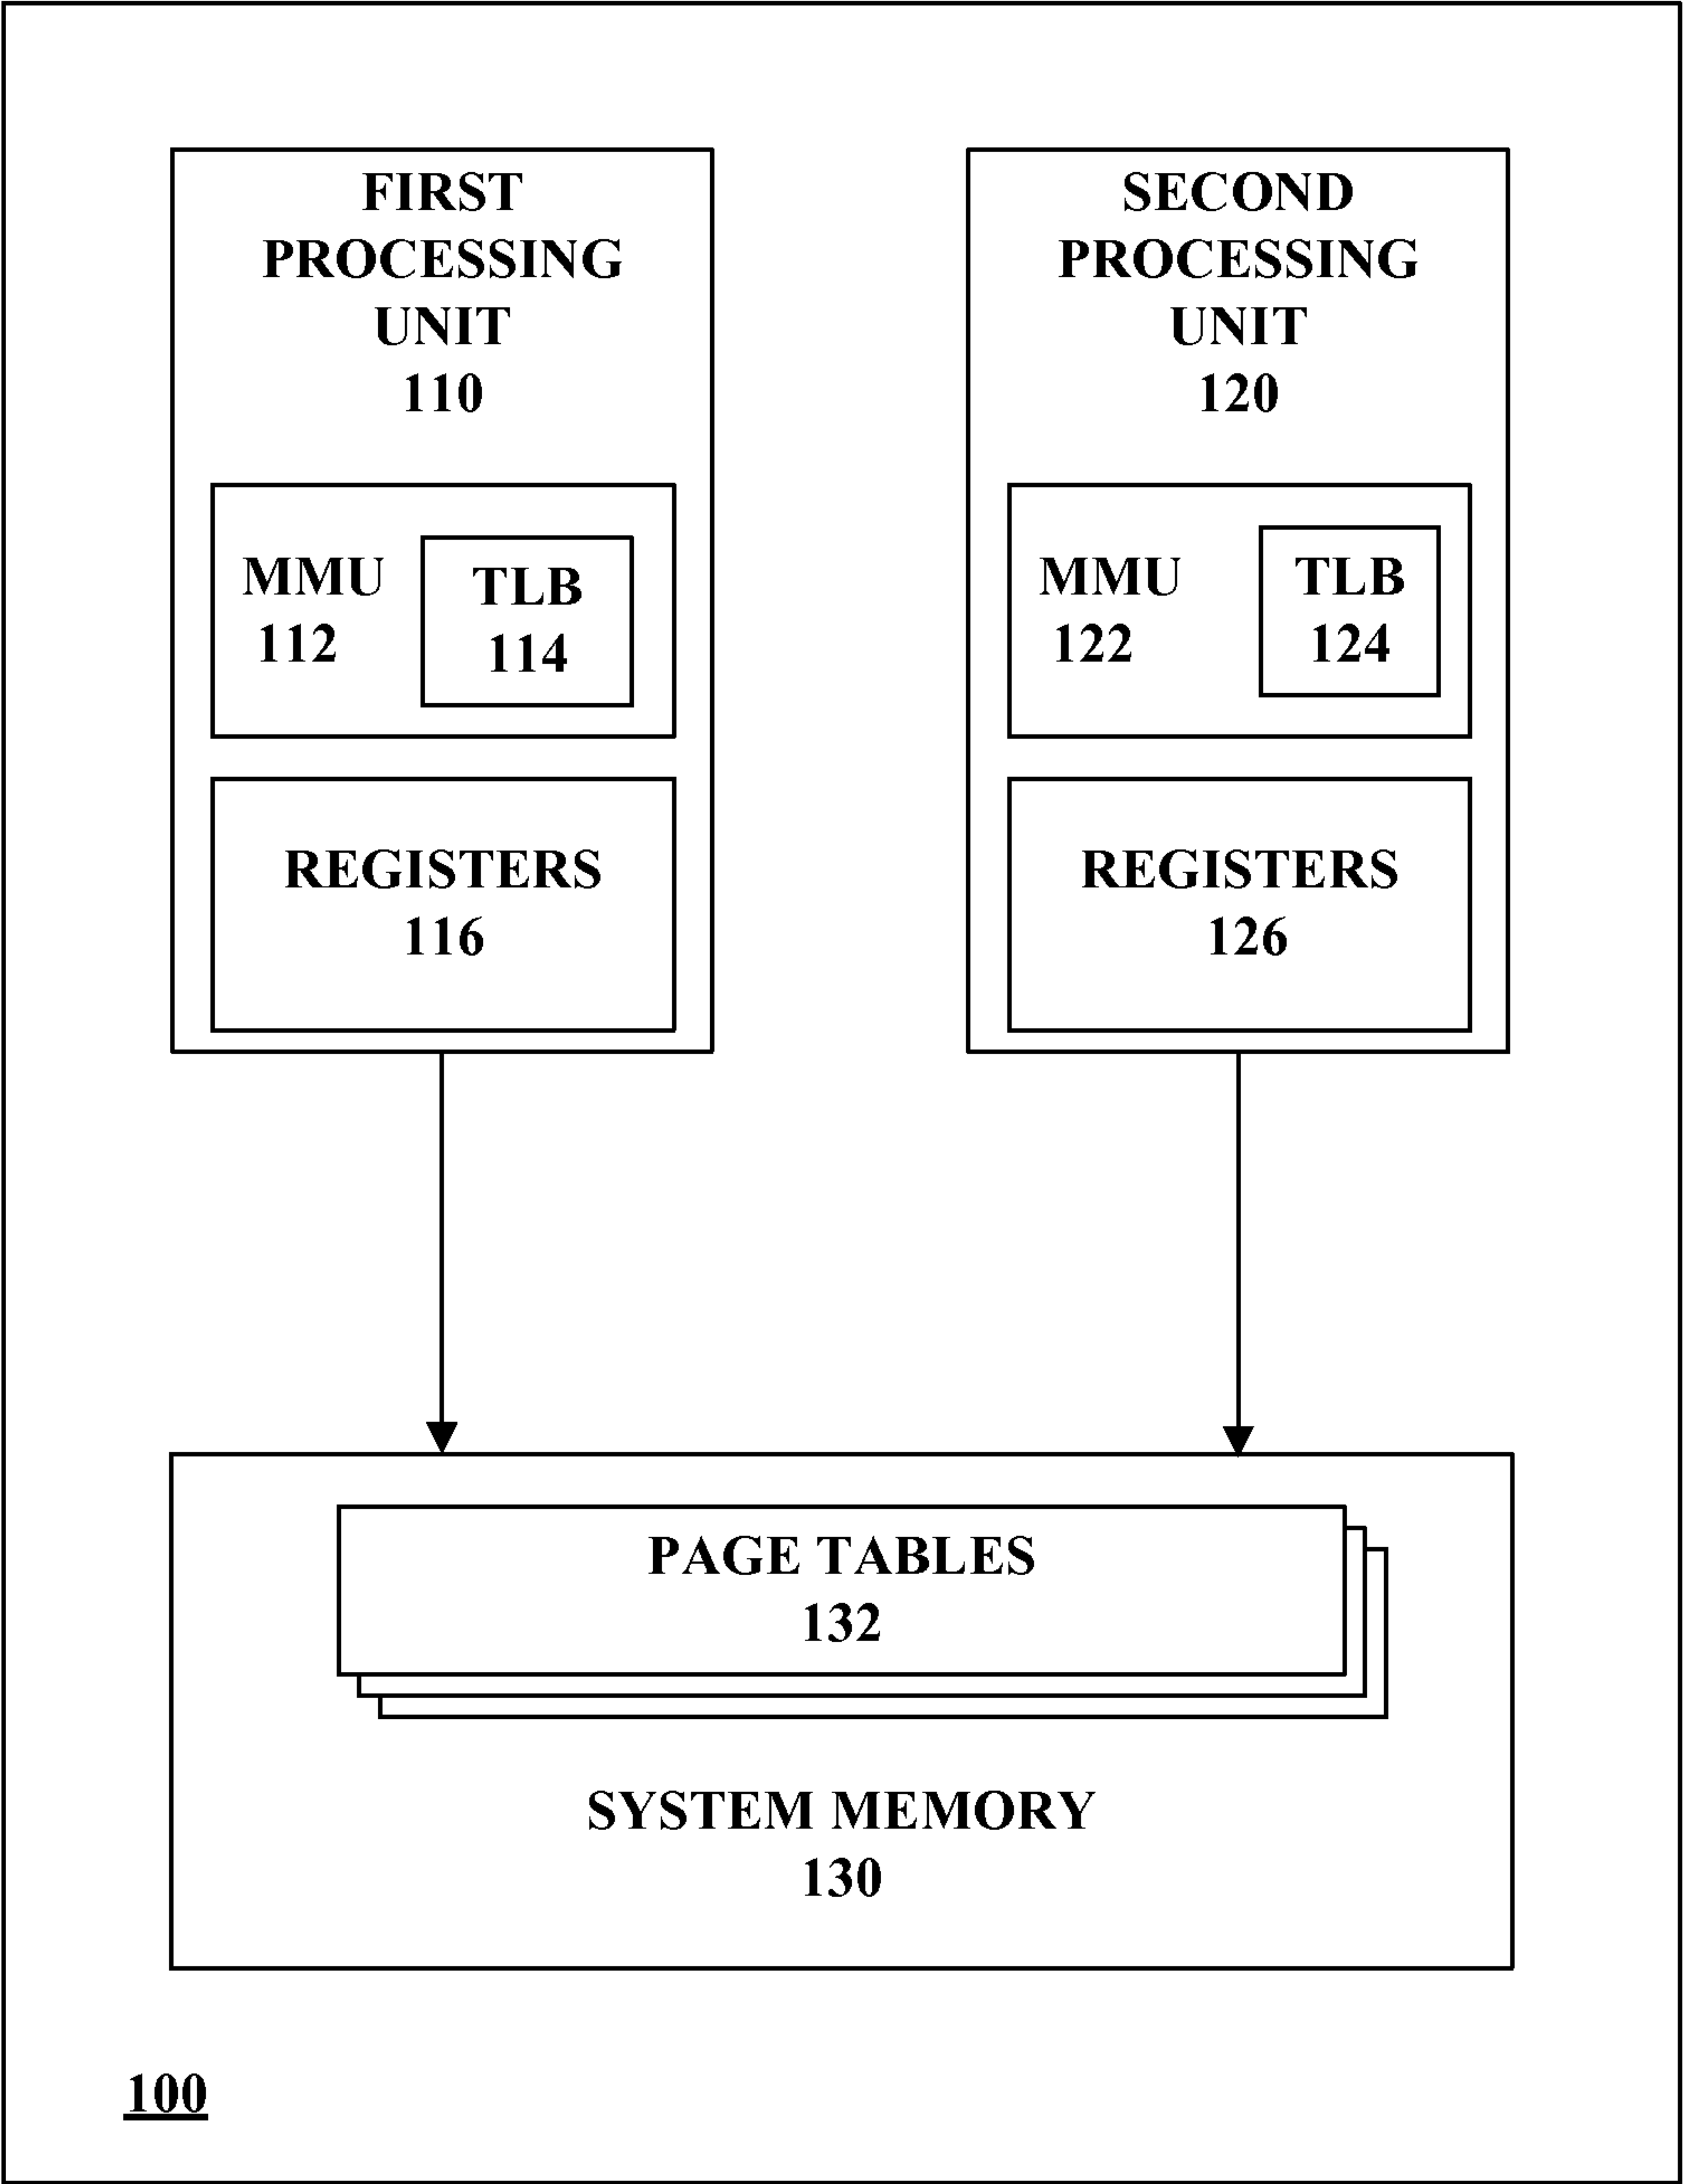 FIRST
PROCESSING
UNIT
110
MMU
112
TLB
114
REGISTERS
116
SECOND
PROCESSING
UNIT
120
MMU
122
TLB
124
REGISTERS
126
PAGE TABLES
132
SYSTEM MEMORY
130
100